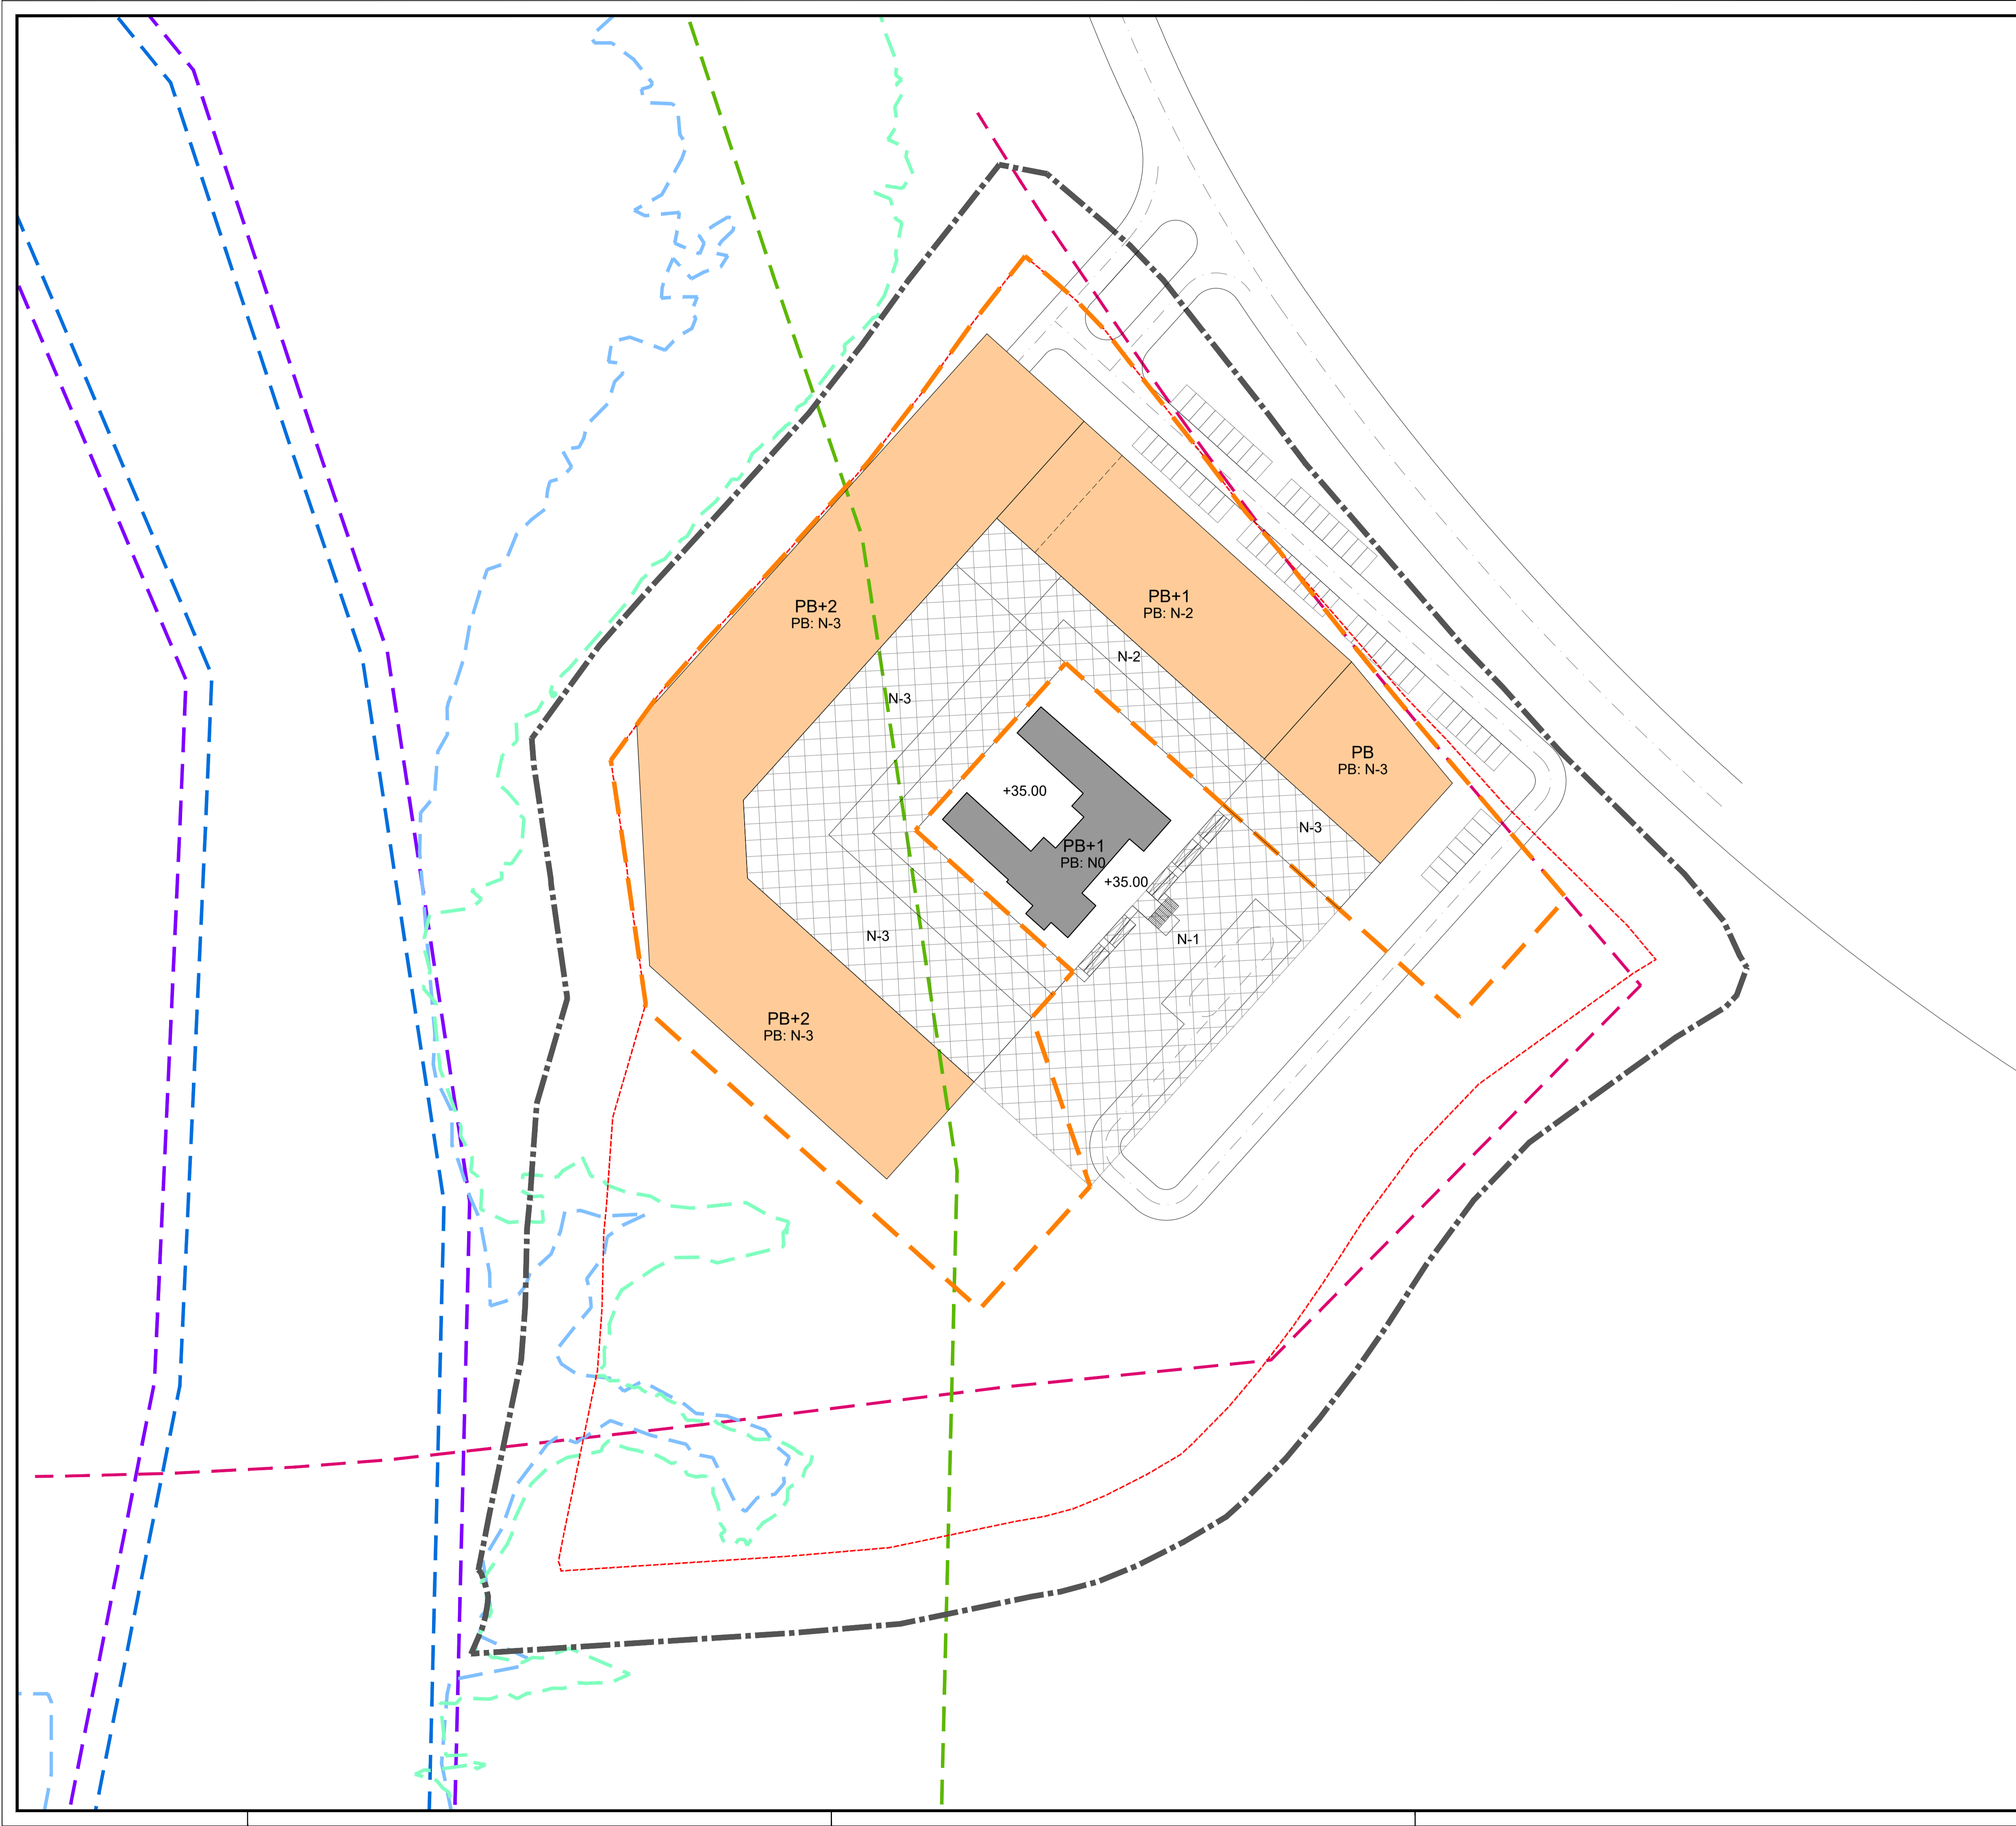 PB+2
PB: N-3
PB+1
PB: N-2
N-2
N-3
PB
PB: N-3
+35.00
N-3
PB+1
PB: N0
+35.00
N-3
N-1
PB+2
PB: N-3